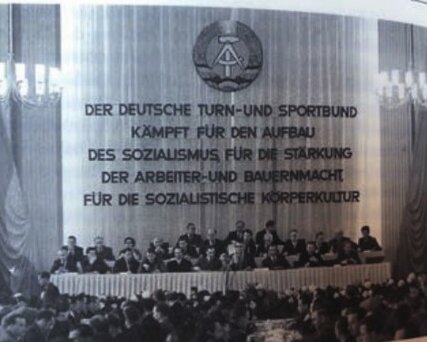 DER DEUTSCHE TURN-UND SPORTBUND
KÄMPFT FÜR DEN AUFBAU
DES SOZIALISMUS, FÜR DIE STÄRKUNG
DER ARBEITER-UND BAUERNMACHT,
FÜR DIE SOZIALISTISCHE KÖRPERKULTUR